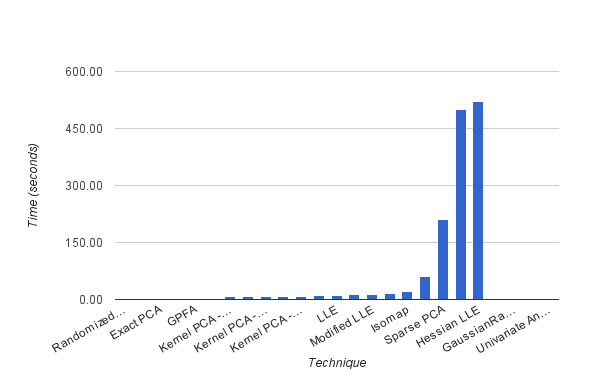 600.00
450.00
300.00
150.00
0.00
Time (seconds)
Randomized...
Exact PCA
GPFA
Kernel PCA -...
Kernel PCA -...
Kernel PCA -...
LLE
Modified LLE
Isomap
Sparse PCA
Hessian LLE
GaussianRa...
Univariate An...
Technique